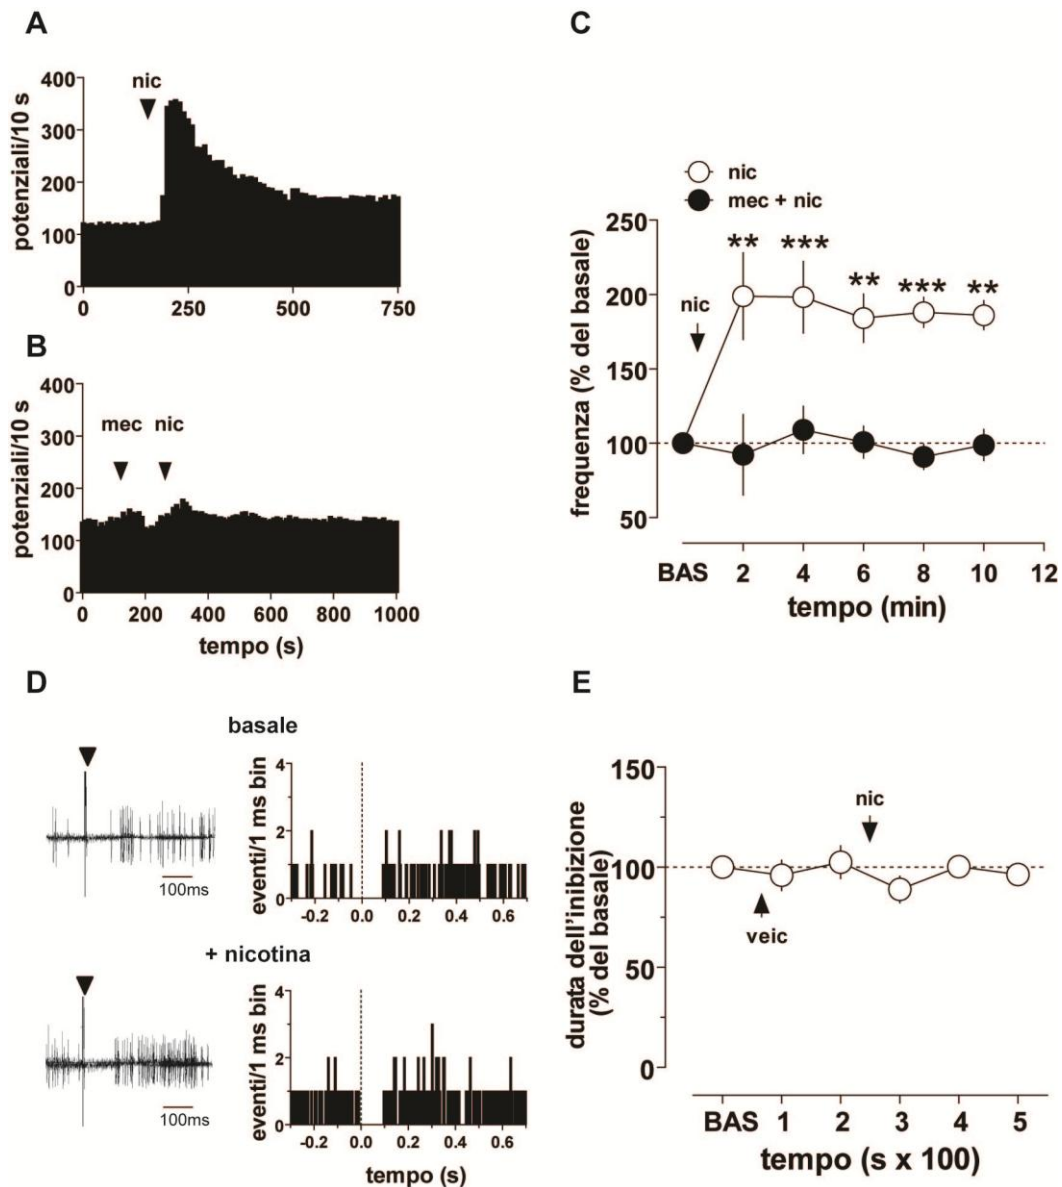 A
400
300
200
100
0
potenziali/10 s
nic
0 250 500 750
B
400
300
200
100
0
potenziali/10 s
mec nic
0 200 400 600 800 1000
tempo (s)
C
nic
mec + nic
250
200
150
100
50
frequenza (% del basale)
nic
** *** ** *** **
BAS 2 4 6 8 10 12
tempo (min)
D
basale
100ms
4
2
0
eventi/1 ms bin
-0.2 0.0 0.2 0.4 0.6
+ nicotina
100ms
4
2
0
eventi/1 ms bin
-0.2 0.0 0.2 0.4 0.6
tempo (s)
E
150
100
50
0
durata dell'inibizione
(% del basale)
nic
veic
BAS 1 2 3 4 5
tempo (s x 100)